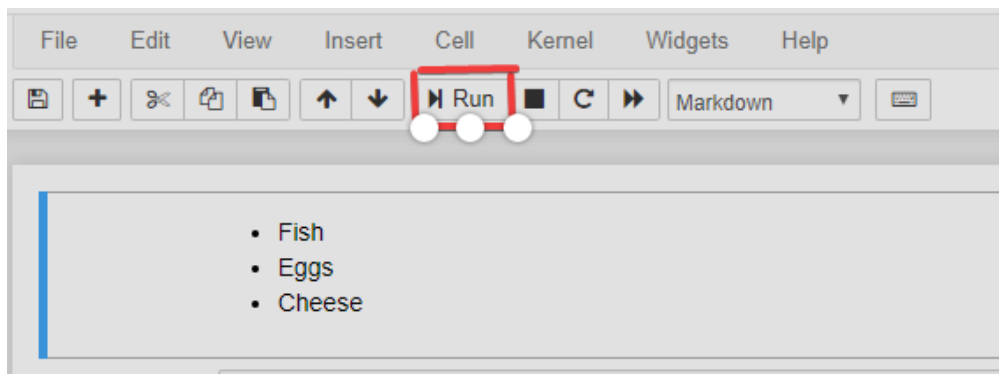 File Edit View Insert Cell Kernel Widgets Help
Run Markdown
Fish
Eggs
Cheese